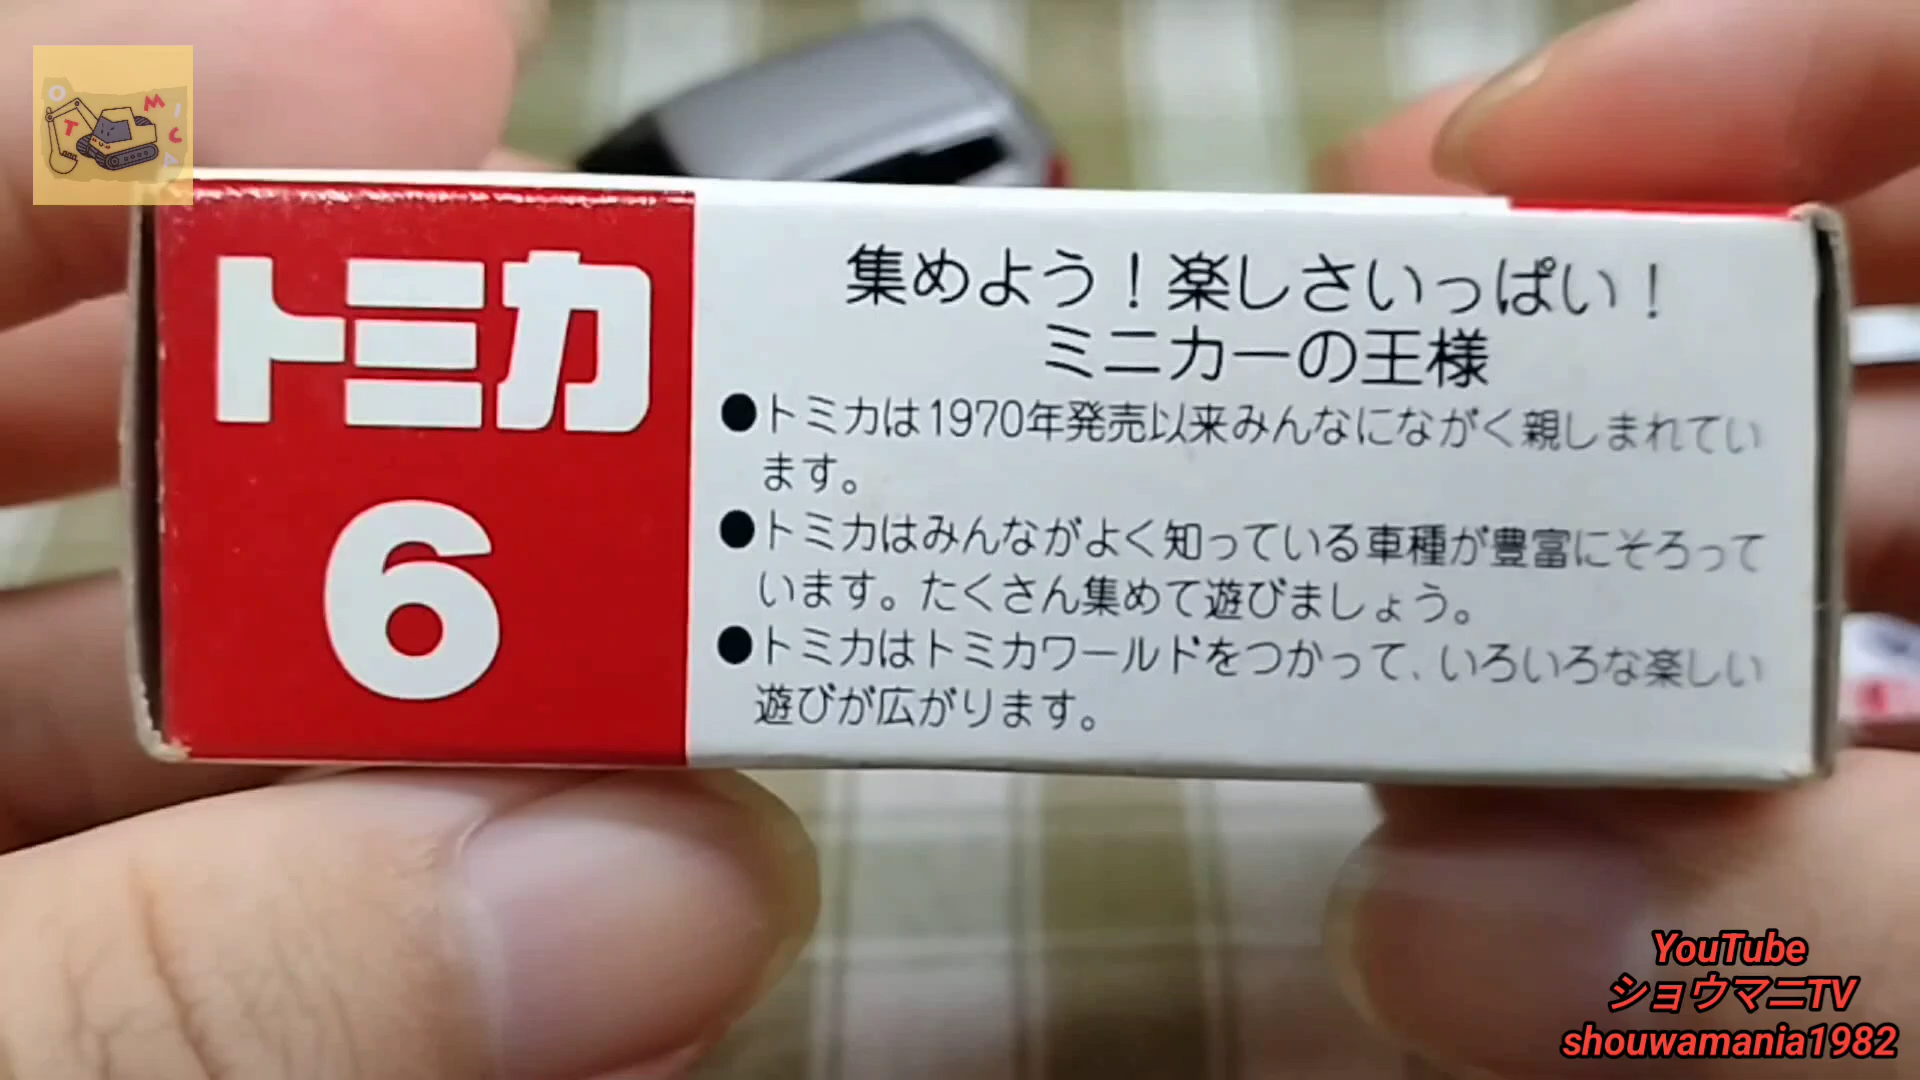 OTMICA
トミカ
6
集めよう！楽しさいっぱい！
ミニカーの王様
●トミカは1970年発売以来みんなにながく親しまれてい
ます。
●トミカはみんながよく知っている車種が豊富にそろって
います。たくさん集めて遊びましょう。
●トミカはトミカワールドをつかって、いろいろな楽しい
遊びが広がります。
YouTube
ショウマニTV
shouwamania1982